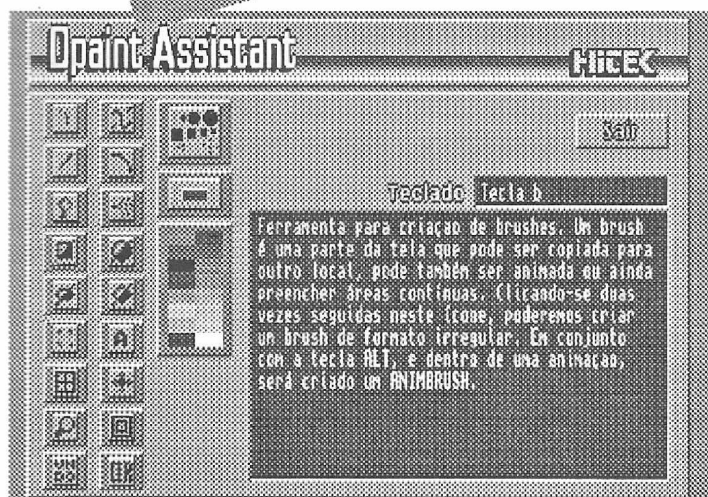 Dpaint Assistant
HiTEK
Sair
Teclado Tecla b
Ferramenta para criaçao de brushes. Um brush
é uma parte da tela que pode ser copiada para
outro local, pode também ser animada ou ainda
preencher áreas contínuas. Clicando-se duas
vezes seguidas neste ícone, poderemos criar
um brush de formato irregular. Em conjunto
com a tecla ALT, e dentro de uma animaçao,
será criado um ANIMBRUSH.
A
UN
DO